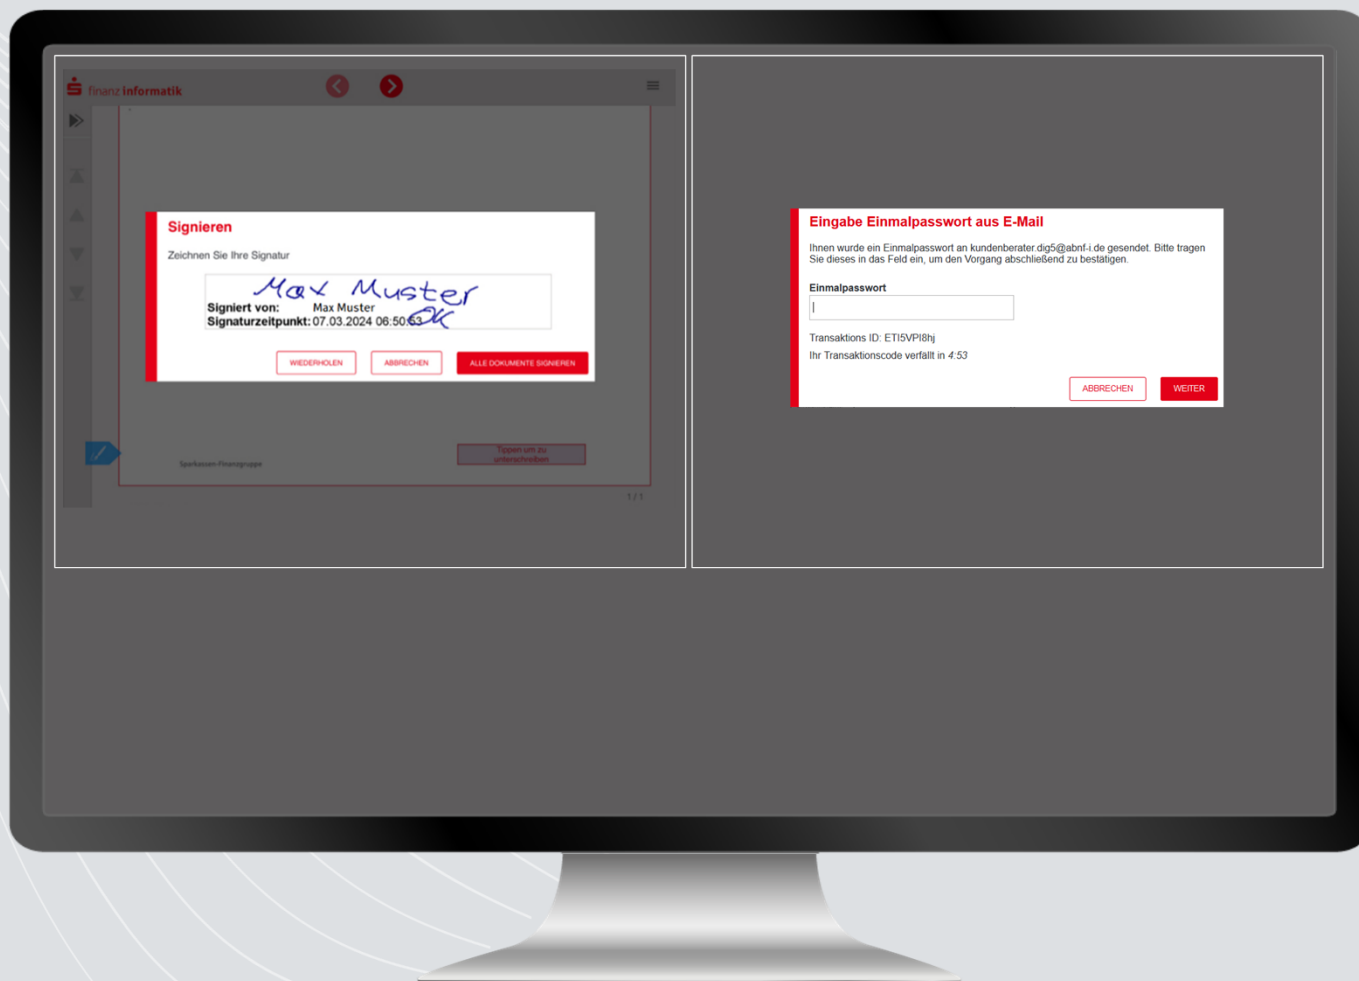 finanz informatik
Signieren
Zeichnen Sie Ihre Signatur
Max Muster
Signiert von: Max Muster
Signaturzeitpunkt: 07.03.2024 06:50:53
OK
WIEDERHOLEN
ABBRECHEN
ALLE DOKUMENTE SIGNIEREN
Sparkassen-Finanzgruppe
Tippen um zu
unterschreiben
1 / 1
Eingabe Einmalpasswort aus E-Mail
Ihnen wurde ein Einmalpasswort an kundenberater.dig5@abnf-i.de gesendet. Bitte tragen
Sie dieses in das Feld ein, um den Vorgang abschließend zu bestätigen.
Einmalpasswort
Transaktions ID: ETI5VPI8hj
Ihr Transaktionscode verfällt in 4:53
ABBRECHEN
WEITER